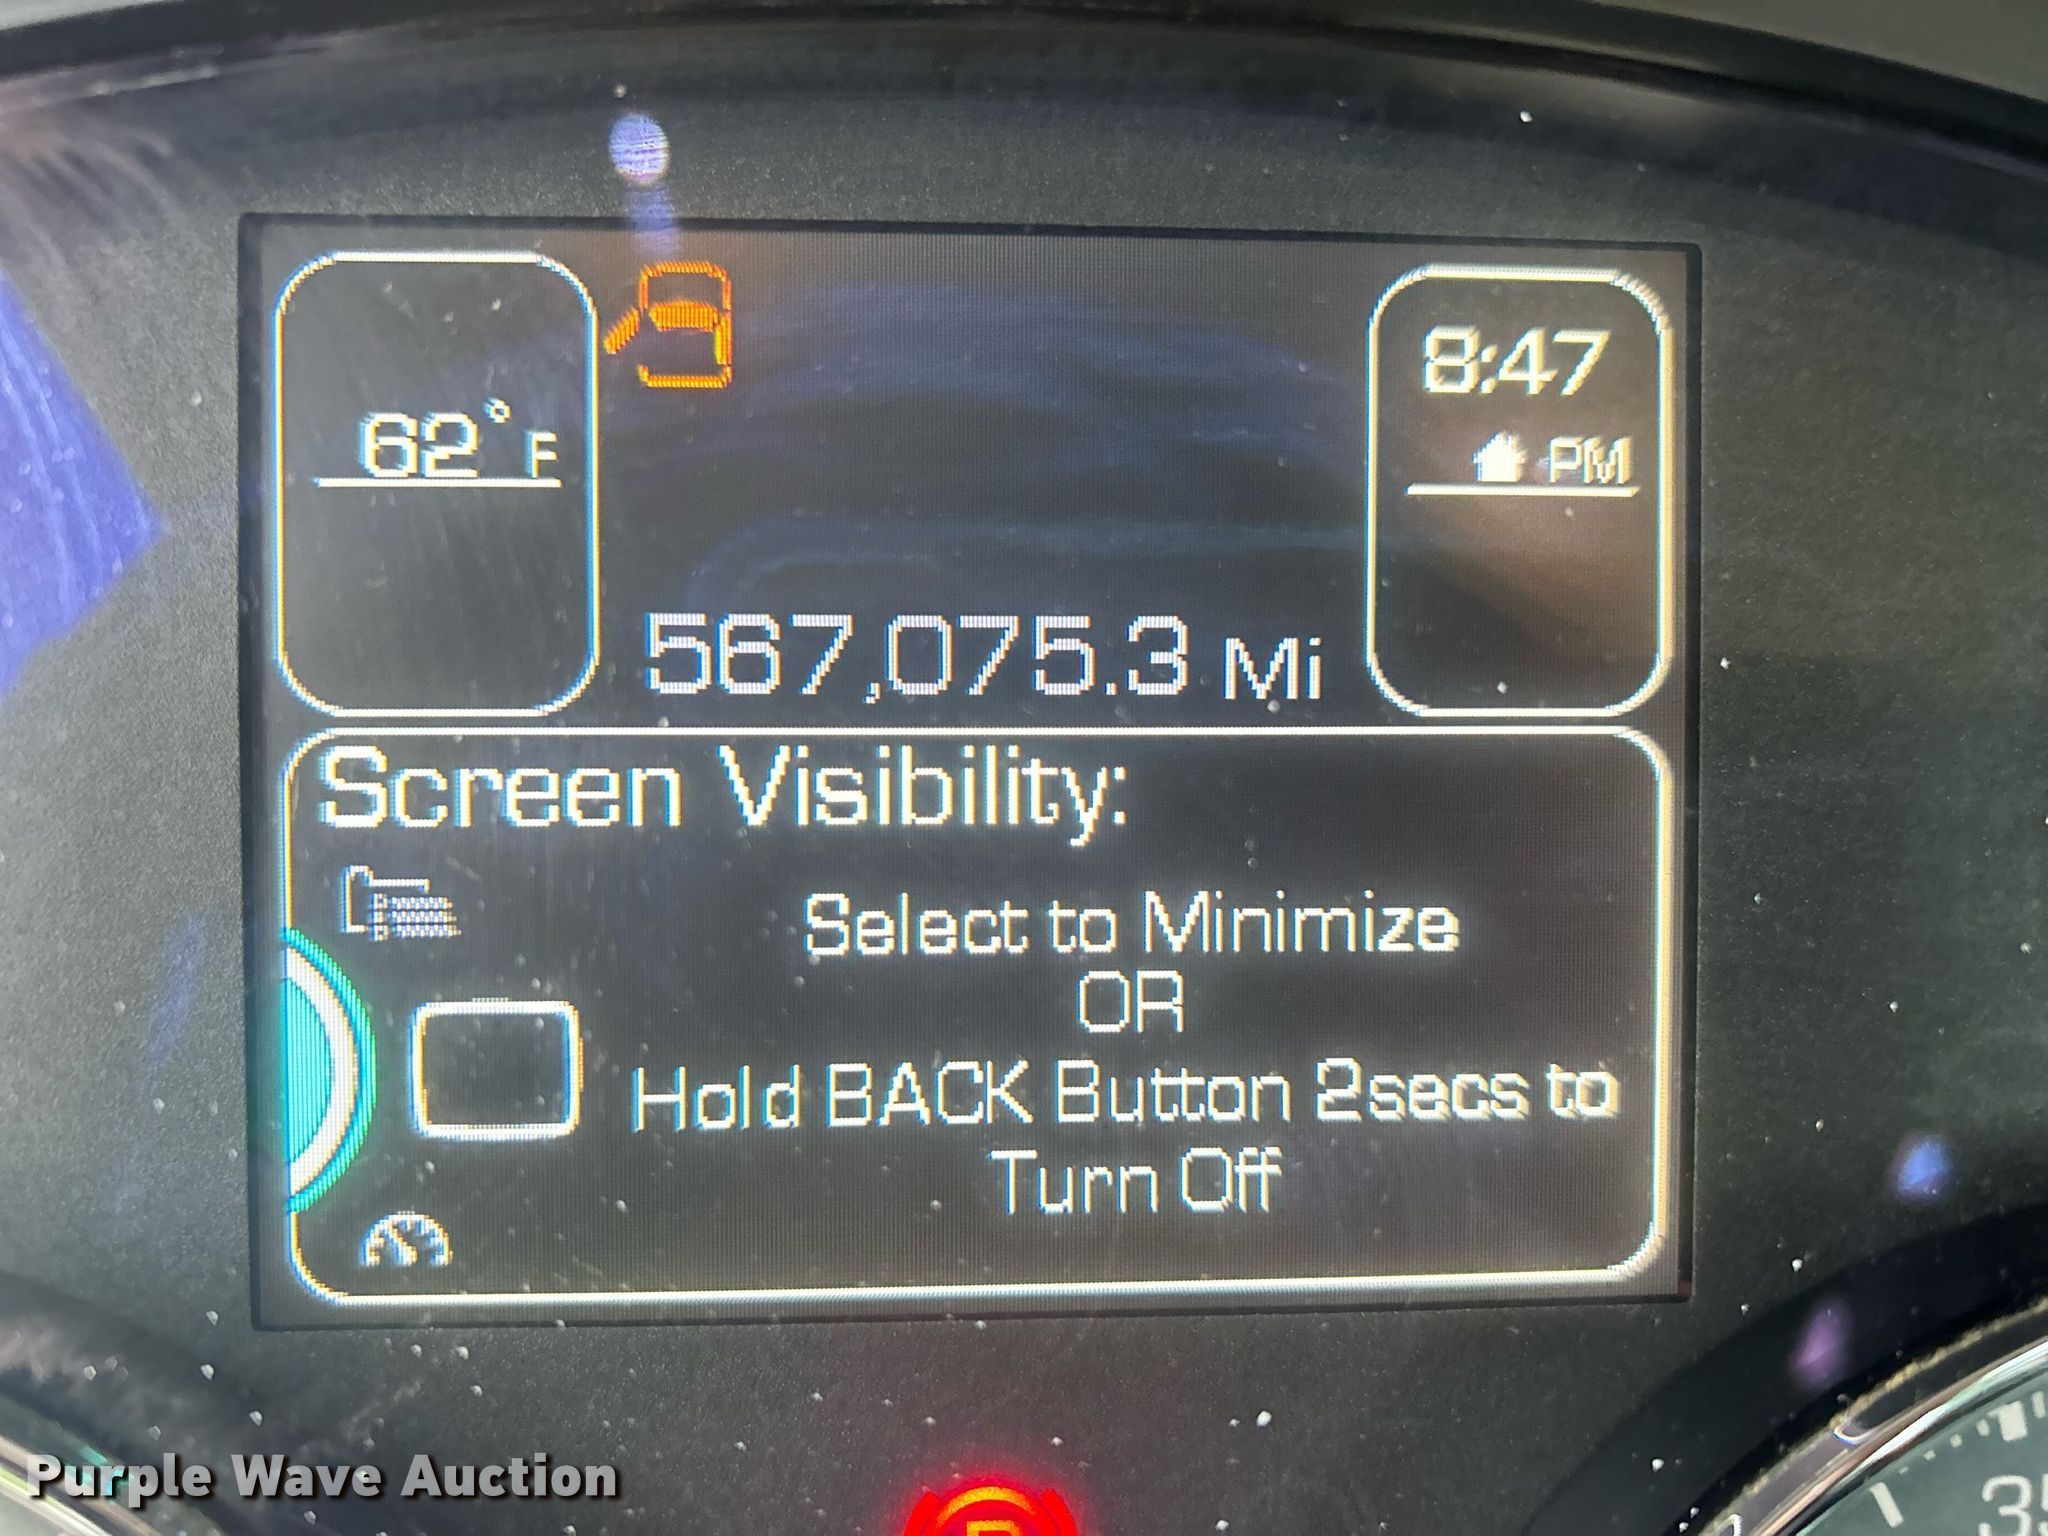 62° F
8:47
PM
567,075.3 Mi
Screen Visibility:
Select to Minimize
OR
Hold BACK Button 2secs to
Turn Off
Purple Wave Auction